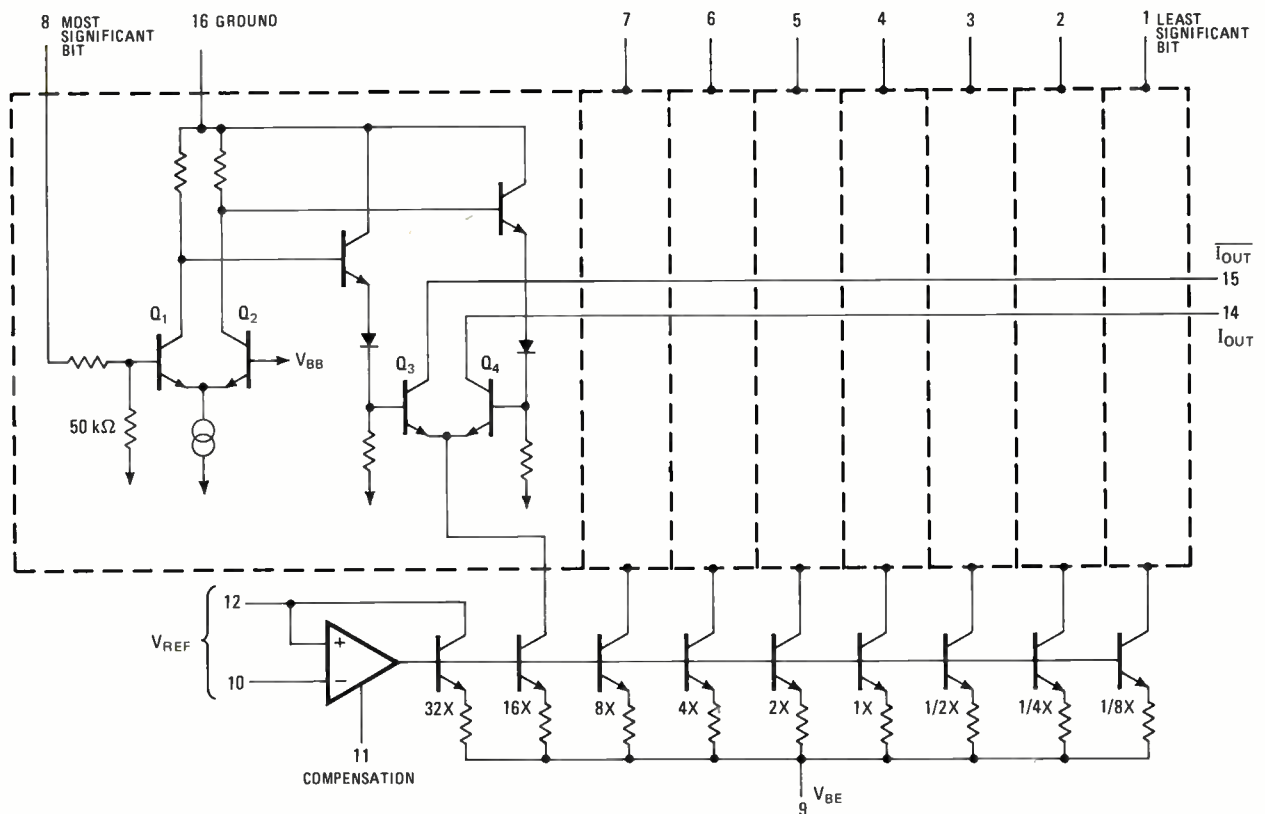 8 MOST
SIGNIFICANT
BIT
16 GROUND
7
6
5
4
3
2
1 LEAST
SIGNIFICANT
BIT
I̅O̅U̅T̅
15
14
IOUT
Q1
Q2
VBB
Q3
Q4
50 kΩ
12
VREF
+
−
10
11
COMPENSATION
32X
16X
8X
4X
2X
1X
1/2X
1/4X
1/8X
VBE
9